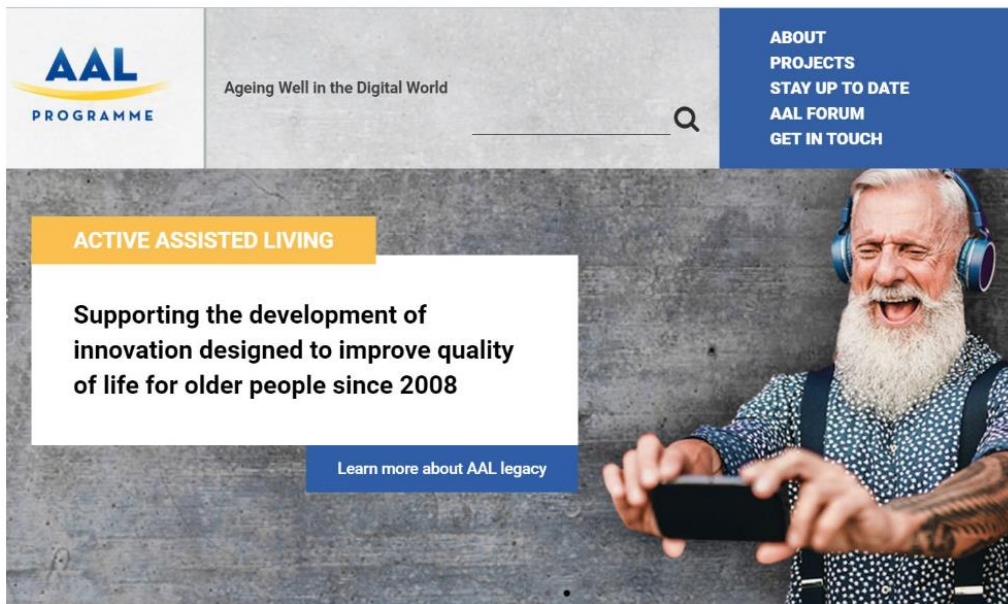 AAL
PROGRAMME
Ageing Well in the Digital World
ABOUT
PROJECTS
STAY UP TO DATE
AAL FORUM
GET IN TOUCH
ACTIVE ASSISTED LIVING
Supporting the development of
innovation designed to improve quality
of life for older people since 2008
Learn more about AAL legacy